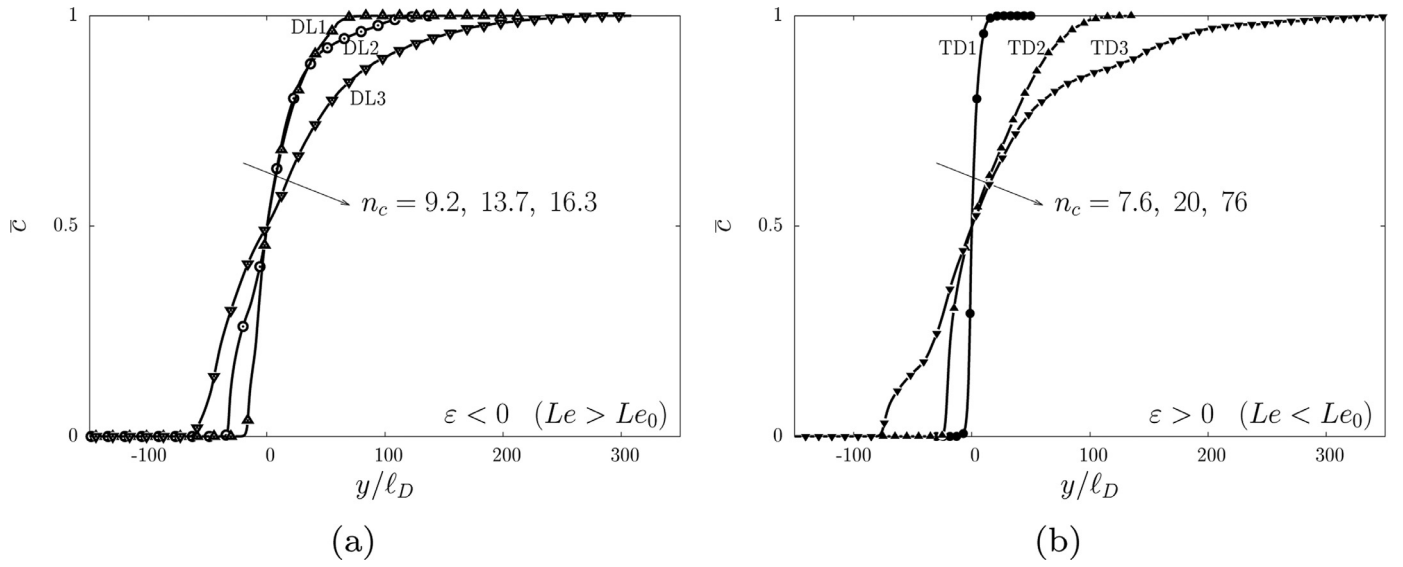 1
DL1
DL2
DL3
n_c = 9.2, 13.7, 16.3
0.5
c̅
ε < 0 (Le > Le₀)
0
-100 0 100 200 300
y/ℓ_D
(a)
1
TD1 TD2 TD3
n_c = 7.6, 20, 76
0.5
c̅
ε > 0 (Le < Le₀)
0
-100 0 100 200 300
y/ℓ_D
(b)